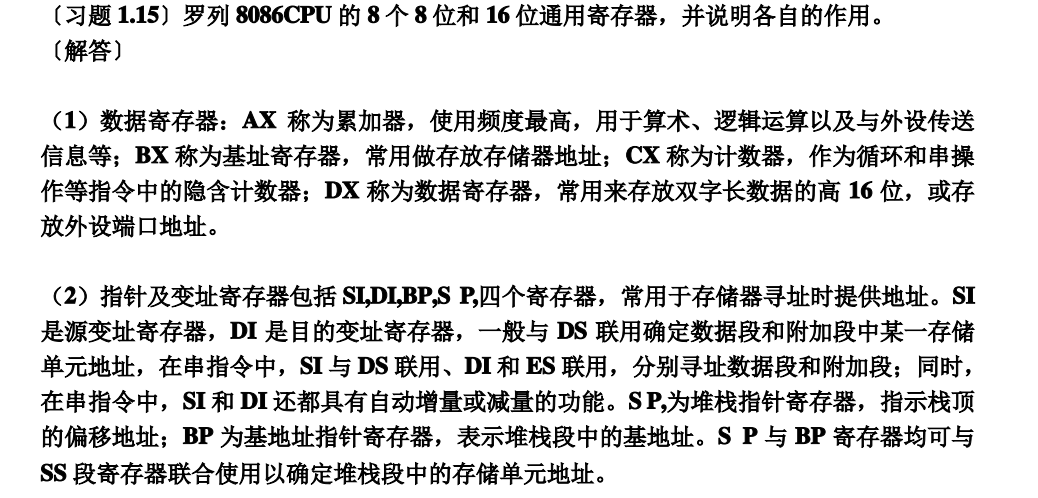 〔习题 1.15〕罗列 8086CPU 的 8 个 8 位和 16 位通用寄存器，并说明各自的作用。
〔解答〕
（1）数据寄存器：AX 称为累加器，使用频度最高，用于算术、逻辑运算以及与外设传送
信息等；BX 称为基址寄存器，常用做存放存储器地址；CX 称为计数器，作为循环和串操
作等指令中的隐含计数器；DX 称为数据寄存器，常用来存放双字长数据的高 16 位，或存
放外设端口地址。
（2）指针及变址寄存器包括 SI,DI,BP,S P,四个寄存器，常用于存储器寻址时提供地址。SI
是源变址寄存器，DI 是目的变址寄存器，一般与 DS 联用确定数据段和附加段中某一存储
单元地址，在串指令中，SI 与 DS 联用、DI 和 ES 联用，分别寻址数据段和附加段；同时，
在串指令中，SI 和 DI 还都具有自动增量或减量的功能。S P,为堆栈指针寄存器，指示栈顶
的偏移地址；BP 为基地址指针寄存器，表示堆栈段中的基地址。S P 与 BP 寄存器均可与
SS 段寄存器联合使用以确定堆栈段中的存储单元地址。